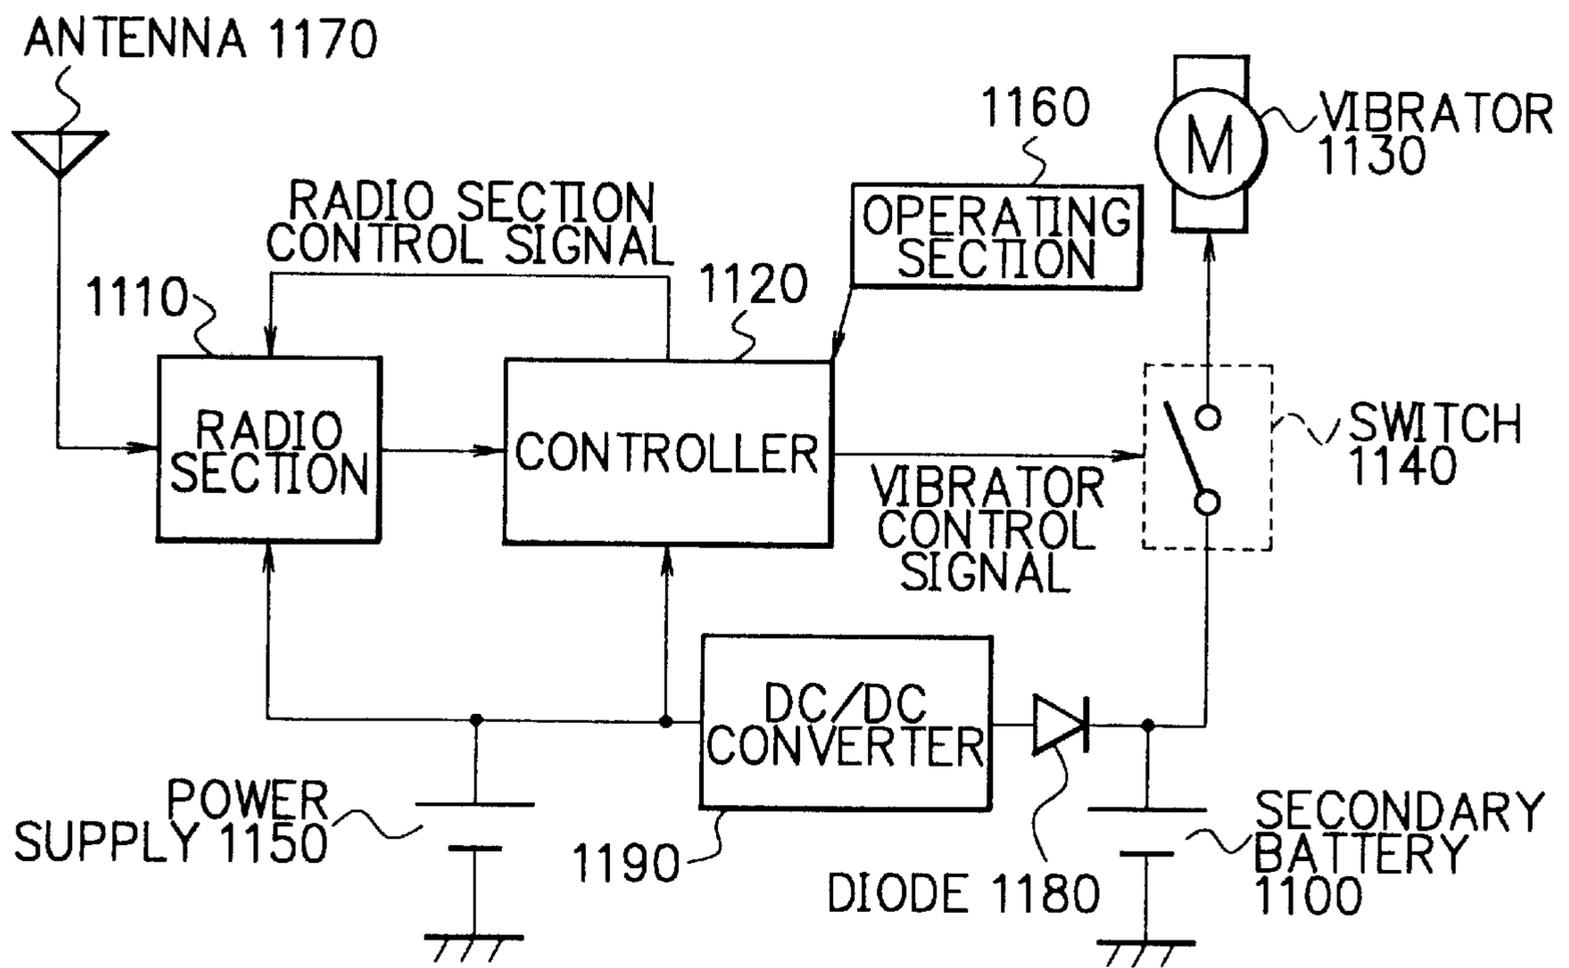 ANTENNA 1170
1160
VIBRATOR
1130
M
RADIO SECTION
CONTROL SIGNAL
OPERATING
SECTION
1110
1120
RADIO
SECTION
CONTROLLER
SWITCH
1140
VIBRATOR
CONTROL
SIGNAL
DC/DC
CONVERTER
POWER
SUPPLY 1150
1190
DIODE 1180
SECONDARY
BATTERY
1100